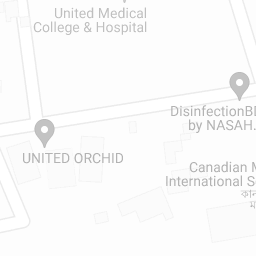 United Medical
College & Hospital
DisinfectionBD
by NASAH.
UNITED ORCHID
Canadian M
International S